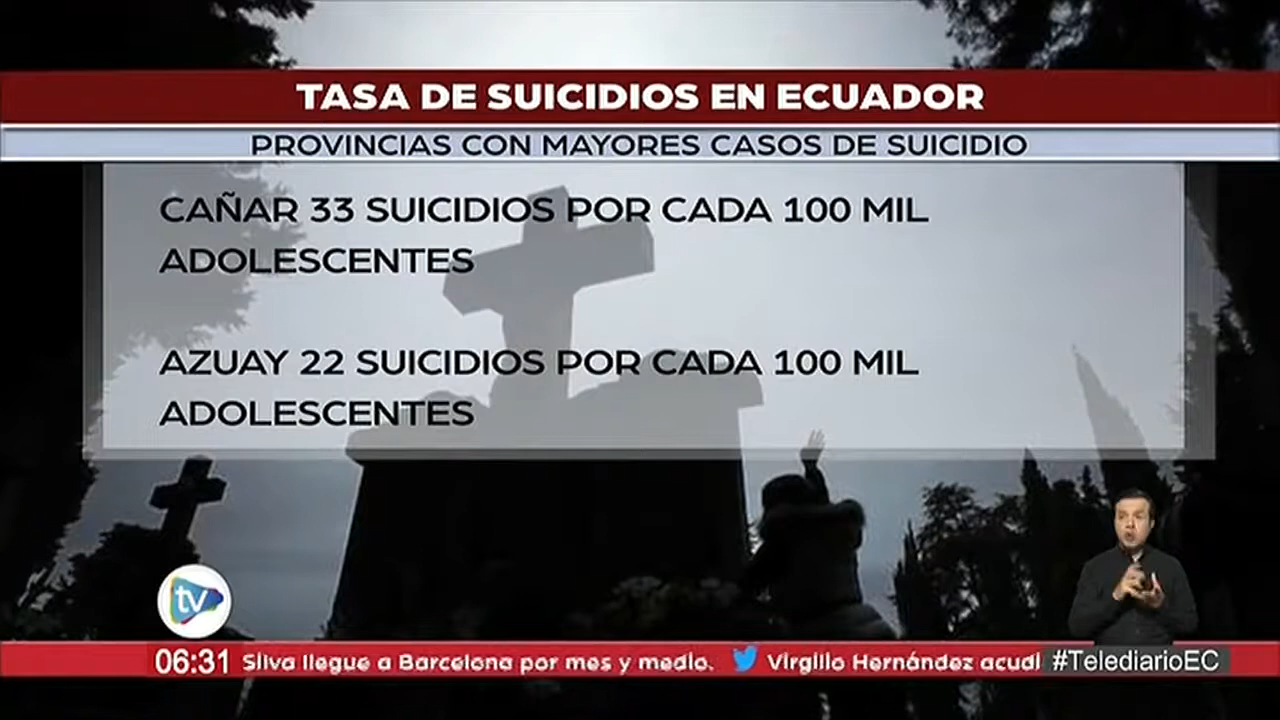 TASA DE SUICIDIOS EN ECUADOR
PROVINCIAS CON MAYORES CASOS DE SUICIDIO
CAÑAR 33 SUICIDIOS POR CADA 100 MIL
ADOLESCENTES
AZUAY 22 SUICIDIOS POR CADA 100 MIL
ADOLESCENTES
tv
06:31 Silva llegue a Barcelona por mes y medio. Virgilio Hernández acudi #TelediarioEC